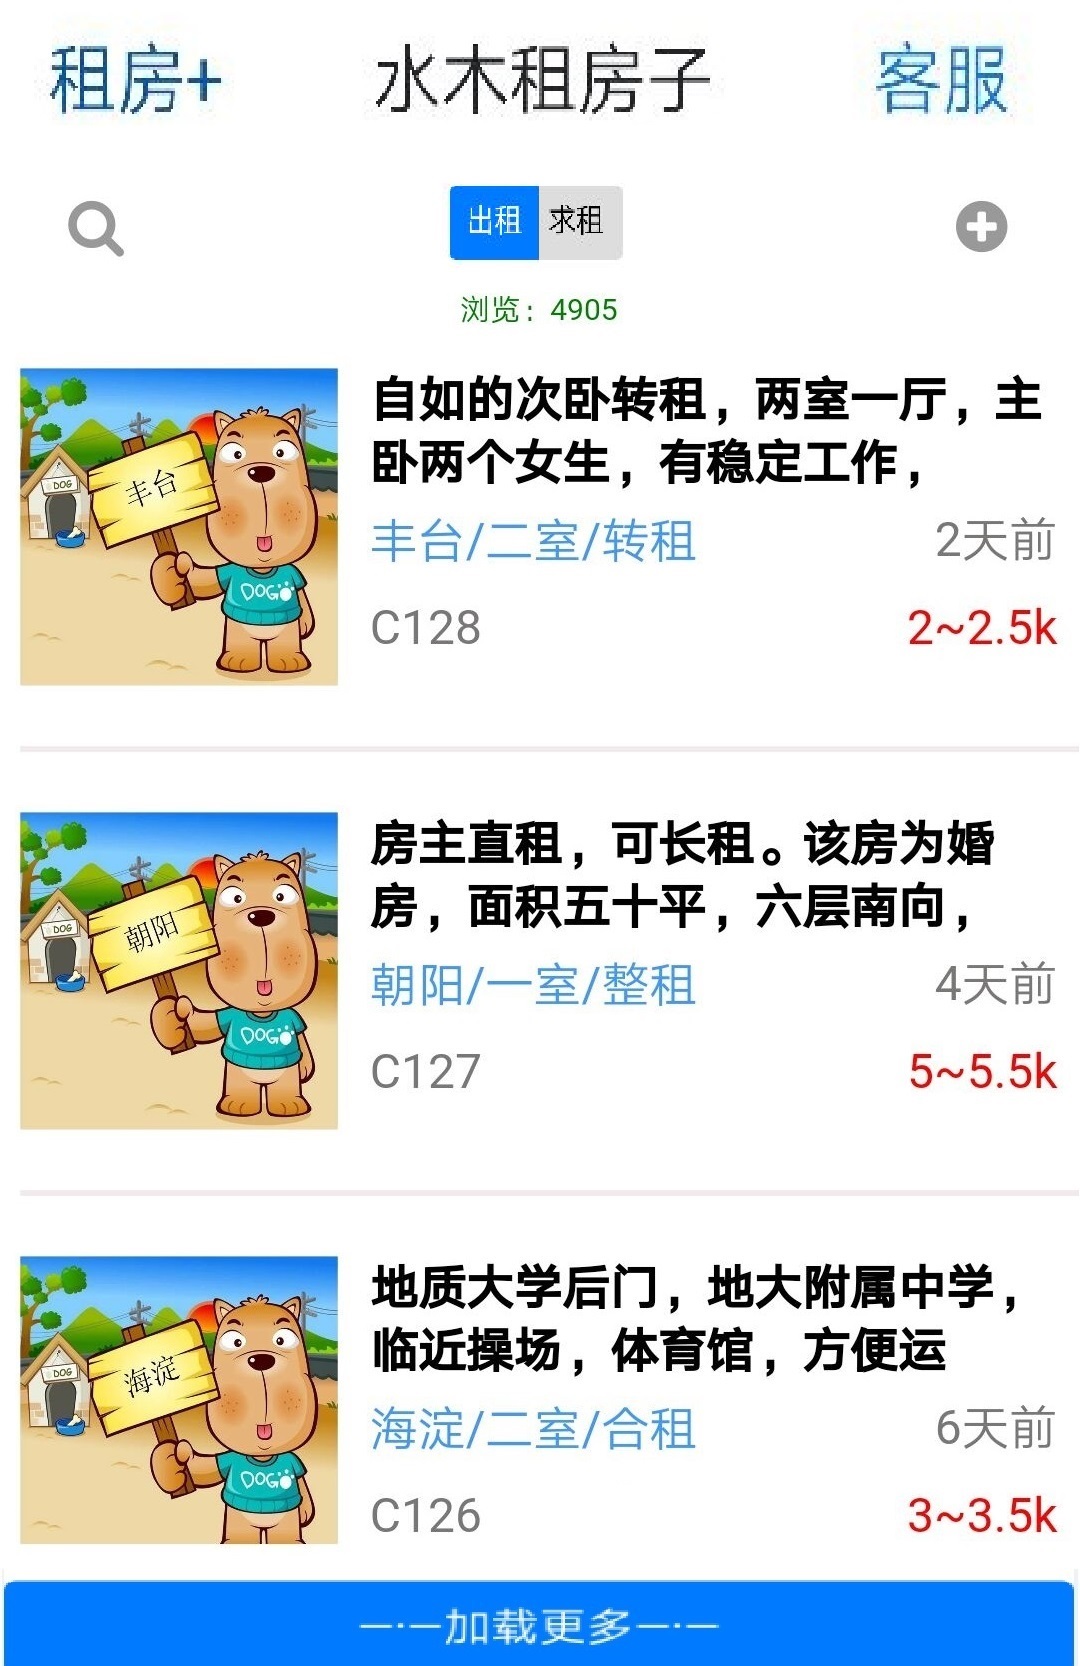 租房+ 水木租房子 客服
出租 求租
浏览：4905
自如的次卧转租，两室一厅，主
卧两个女生，有稳定工作，
丰台/二室/转租 2天前
C128 2~2.5k
DOG
丰台
DOG
房主直租，可长租。该房为婚
房，面积五十平，六层南向，
朝阳/一室/整租 4天前
C127 5~5.5k
DOG
朝阳
DOG
地质大学后门，地大附属中学，
临近操场，体育馆，方便运
海淀/二室/合租 6天前
C126 3~3.5k
DOG
海淀
DOG
—·—加载更多—·—